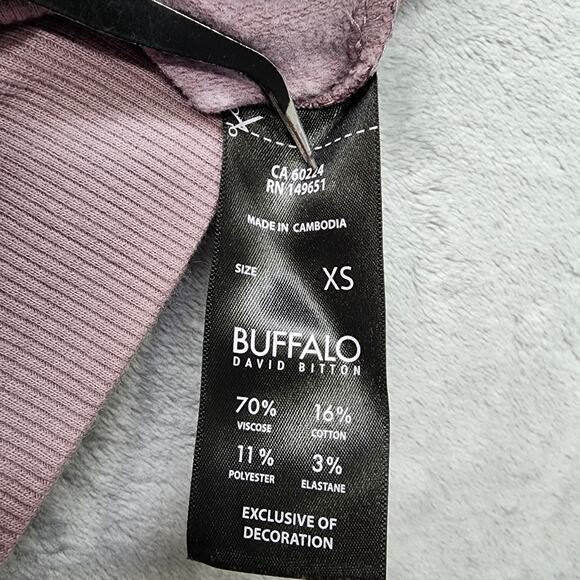 CA 60224
RN 149651
MADE IN CAMBODIA
SIZE XS
BUFFALO
DAVID BITTON
70% 16%
VISCOSE COTTON
11% 3%
POLYESTER ELASTANE
EXCLUSIVE OF
DECORATION